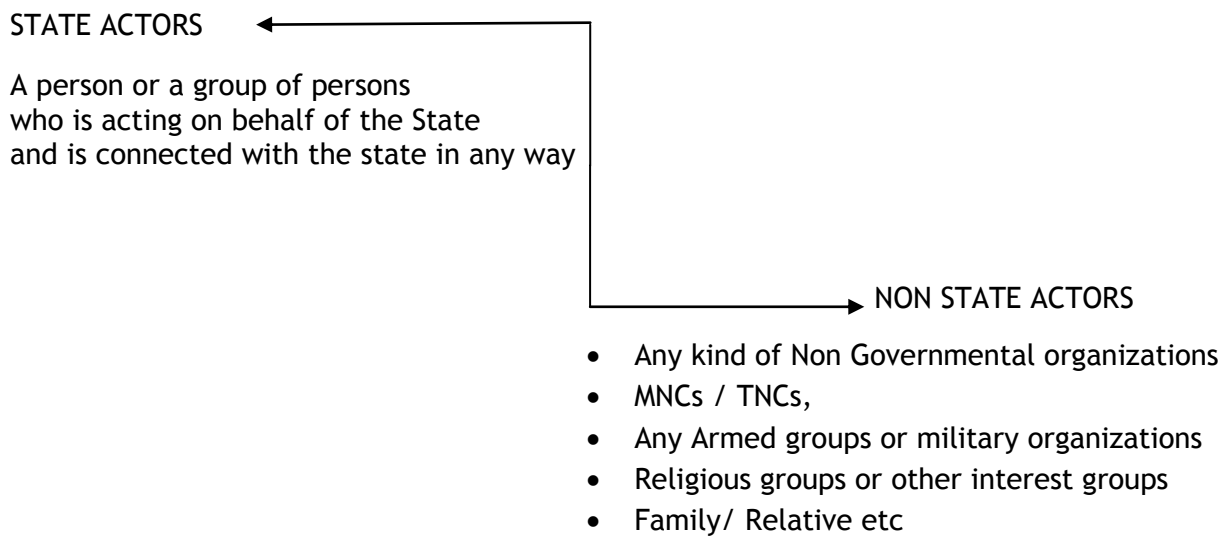 STATE ACTORS
A person or a group of persons
who is acting on behalf of the State
and is connected with the state in any way
NON STATE ACTORS
• Any kind of Non Governmental organizations
• MNCs / TNCs,
• Any Armed groups or military organizations
• Religious groups or other interest groups
• Family/ Relative etc